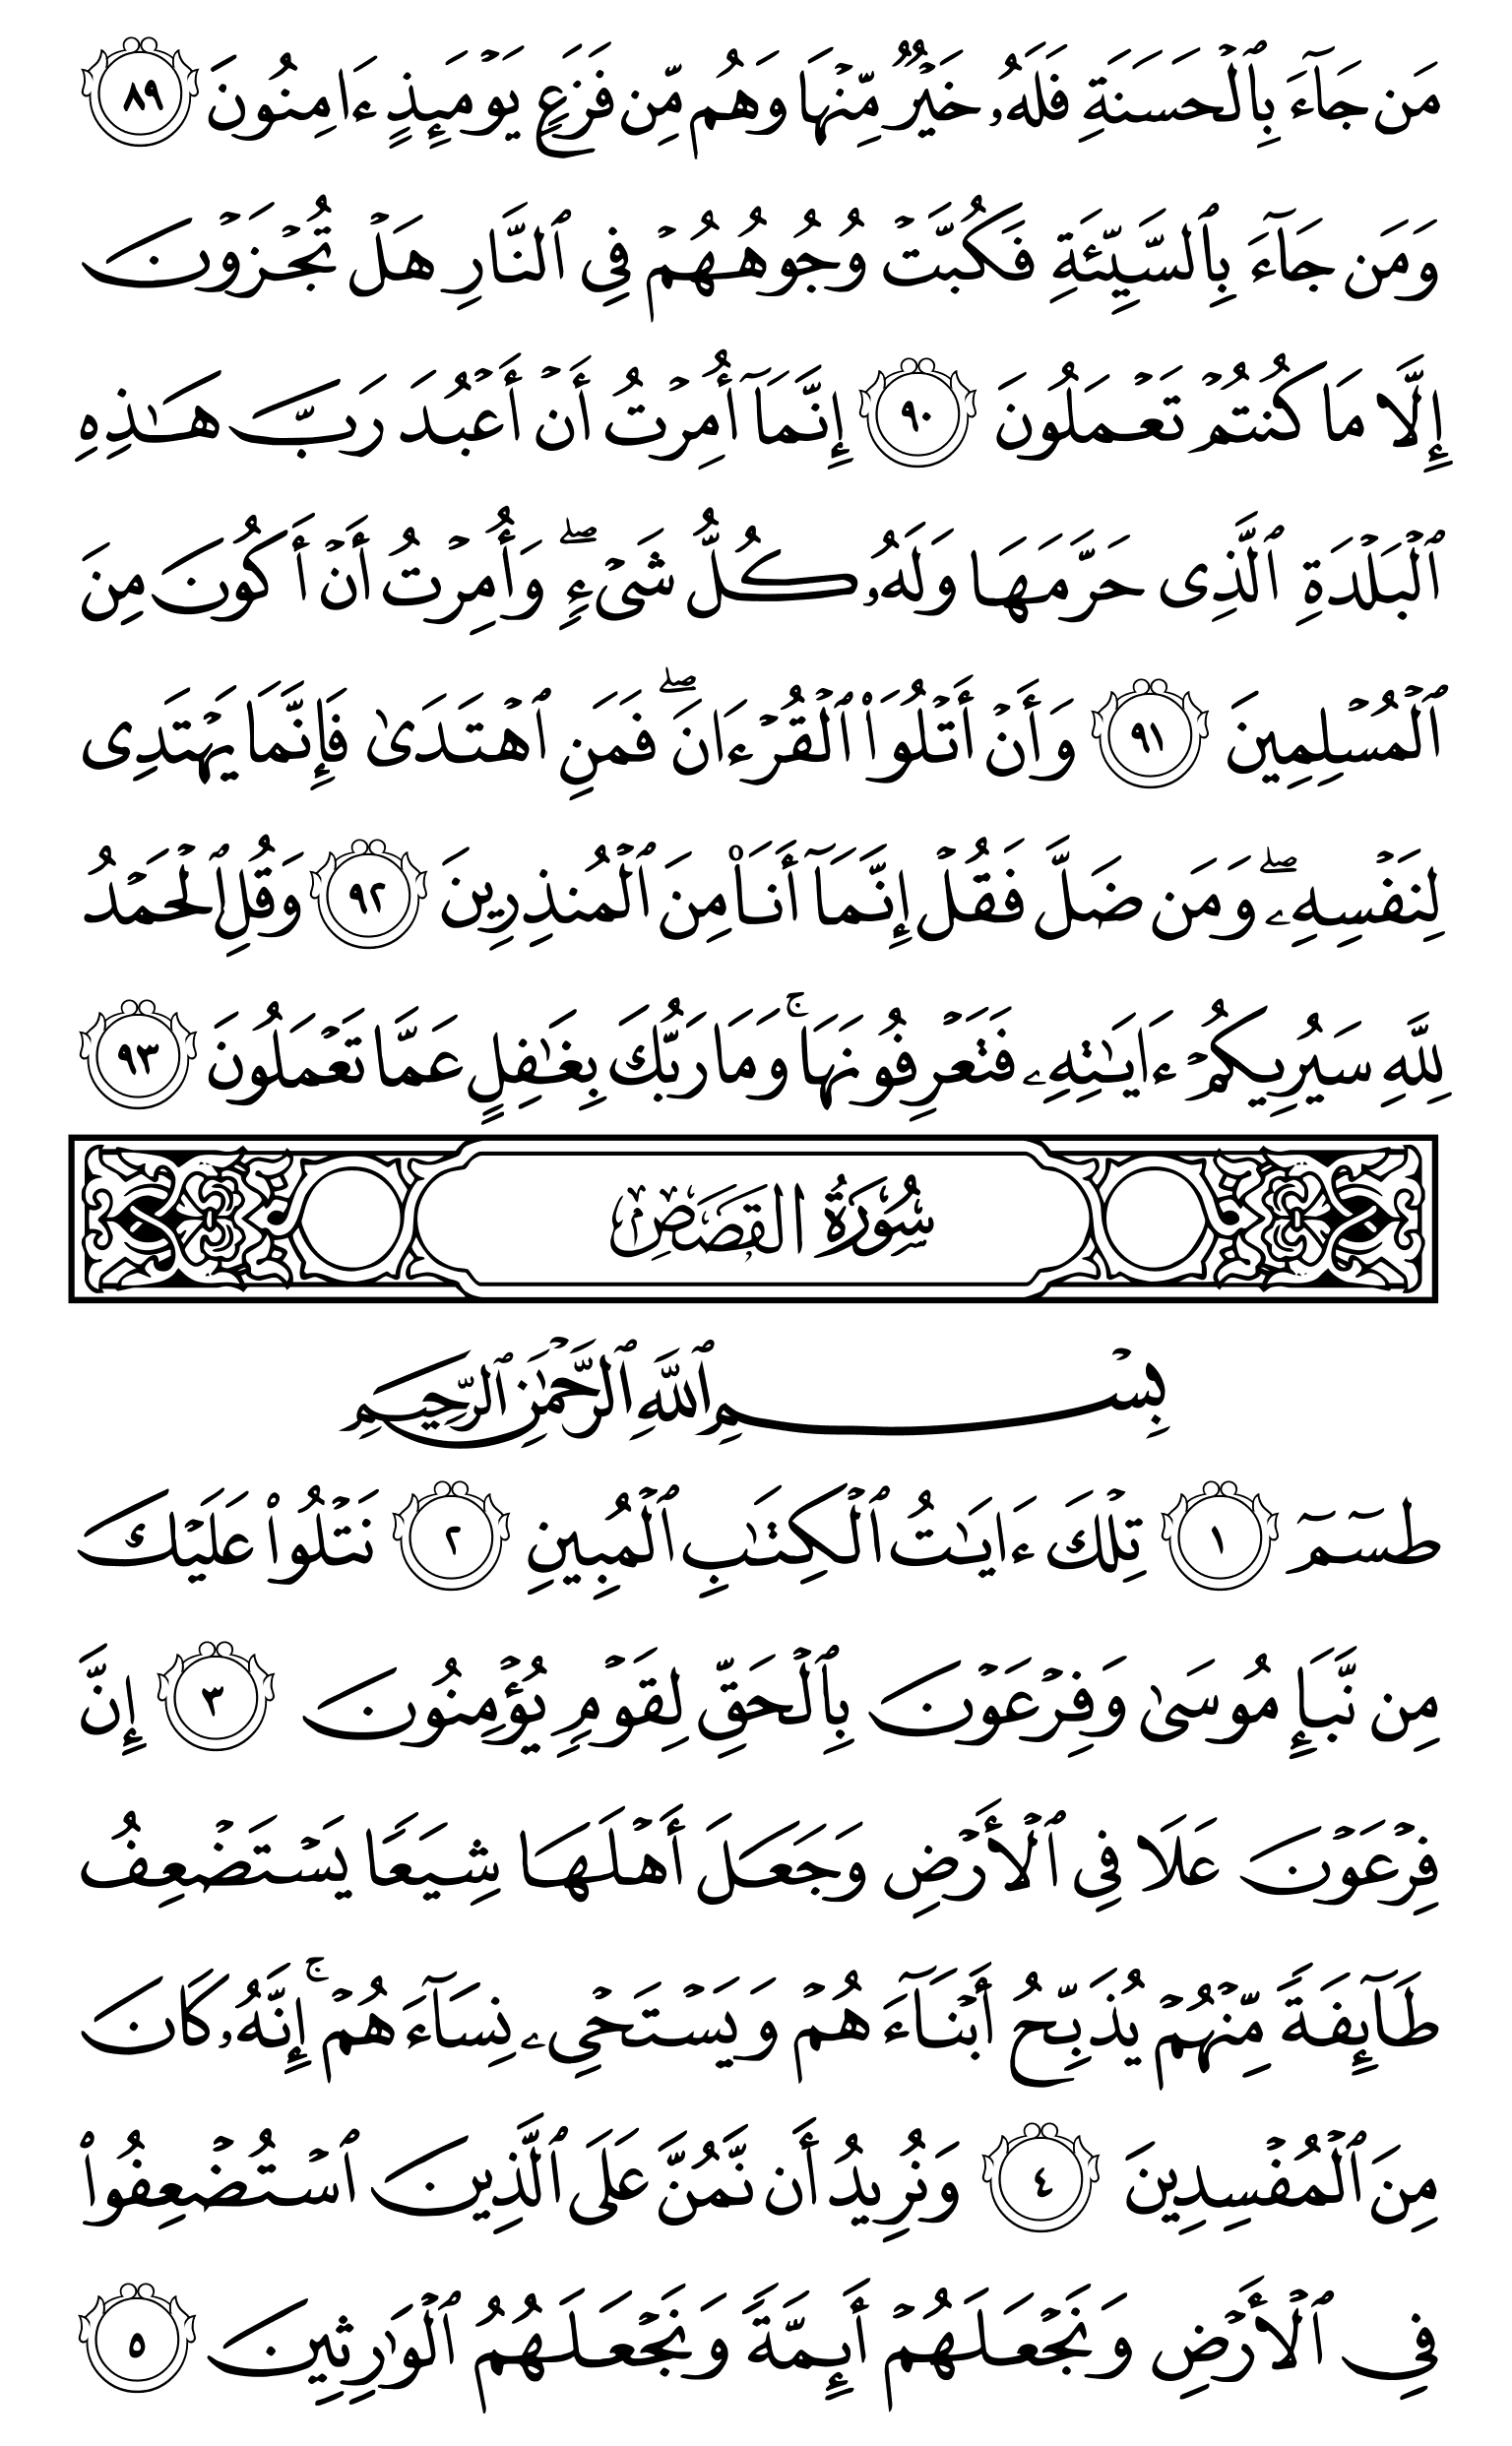 مَن جَآءَ بِٱلۡحَسَنَةِ فَلَهُۥ خَيۡرٞ مِّنۡهَا وَهُم مِّن فَزَعٖ يَوۡمَئِذٍ ءَامِنُونَ ٨٩
وَمَن جَآءَ بِٱلسَّيِّئَةِ فَكُبَّتۡ وُجُوهُهُمۡ فِي ٱلنَّارِ هَلۡ تُجۡزَوۡنَ
إِلَّا مَا كُنتُمۡ تَعۡمَلُونَ ٩٠ إِنَّمَآ أُمِرۡتُ أَنۡ أَعۡبُدَ رَبَّ هَٰذِهِ
ٱلۡبَلۡدَةِ ٱلَّذِي حَرَّمَهَا وَلَهُۥ كُلُّ شَيۡءٖۖ وَأُمِرۡتُ أَنۡ أَكُونَ مِنَ
ٱلۡمُسۡلِمِينَ ٩١ وَأَنۡ أَتۡلُوَاْ ٱلۡقُرۡءَانَۖ فَمَنِ ٱهۡتَدَىٰ فَإِنَّمَا يَهۡتَدِي
لِنَفۡسِهِۦۖ وَمَن ضَلَّ فَقُلۡ إِنَّمَآ أَنَا۠ مِنَ ٱلۡمُنذِرِينَ ٩٢ وَقُلِ ٱلۡحَمۡدُ
لِلَّهِ سَيُرِيكُمۡ ءَايَٰتِهِۦ فَتَعۡرِفُونَهَاۚ وَمَا رَبُّكَ بِغَٰفِلٍ عَمَّا تَعۡمَلُونَ ٩٣
سُورَةُ القَصَصِ
بِسۡمِ ٱللَّهِ ٱلرَّحۡمَٰنِ ٱلرَّحِيمِ
طسٓمٓ ١ تِلۡكَ ءَايَٰتُ ٱلۡكِتَٰبِ ٱلۡمُبِينِ ٢ نَتۡلُواْ عَلَيۡكَ
مِن نَّبَإِ مُوسَىٰ وَفِرۡعَوۡنَ بِٱلۡحَقِّ لِقَوۡمٖ يُؤۡمِنُونَ ٣ إِنَّ
فِرۡعَوۡنَ عَلَا فِي ٱلۡأَرۡضِ وَجَعَلَ أَهۡلَهَا شِيَعٗا يَسۡتَضۡعِفُ
طَآئِفَةٗ مِّنۡهُمۡ يُذَبِّحُ أَبۡنَآءَهُمۡ وَيَسۡتَحۡيِۦ نِسَآءَهُمۡۚ إِنَّهُۥ كَانَ
مِنَ ٱلۡمُفۡسِدِينَ ٤ وَنُرِيدُ أَن نَّمُنَّ عَلَى ٱلَّذِينَ ٱسۡتُضۡعِفُواْ
فِي ٱلۡأَرۡضِ وَنَجۡعَلَهُمۡ أَئِمَّةٗ وَنَجۡعَلَهُمُ ٱلۡوَٰرِثِينَ ٥